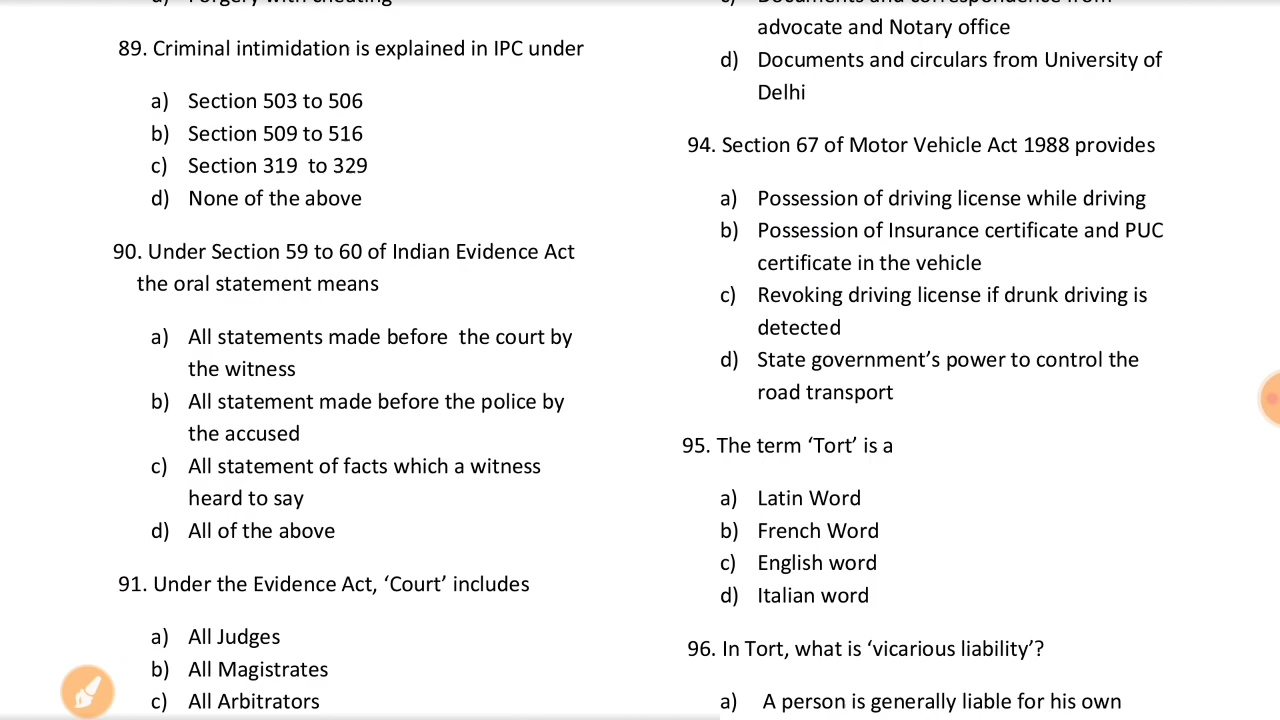 d) Forgery with cheating
89. Criminal intimidation is explained in IPC under
a) Section 503 to 506
b) Section 509 to 516
c) Section 319 to 329
d) None of the above
90. Under Section 59 to 60 of Indian Evidence Act
the oral statement means
a) All statements made before the court by
the witness
b) All statement made before the police by
the accused
c) All statement of facts which a witness
heard to say
d) All of the above
91. Under the Evidence Act, ‘Court’ includes
a) All Judges
b) All Magistrates
c) All Arbitrators
c) Documents and correspondence from
advocate and Notary office
d) Documents and circulars from University of
Delhi
94. Section 67 of Motor Vehicle Act 1988 provides
a) Possession of driving license while driving
b) Possession of Insurance certificate and PUC
certificate in the vehicle
c) Revoking driving license if drunk driving is
detected
d) State government’s power to control the
road transport
95. The term ‘Tort’ is a
a) Latin Word
b) French Word
c) English word
d) Italian word
96. In Tort, what is ‘vicarious liability’?
a) A person is generally liable for his own